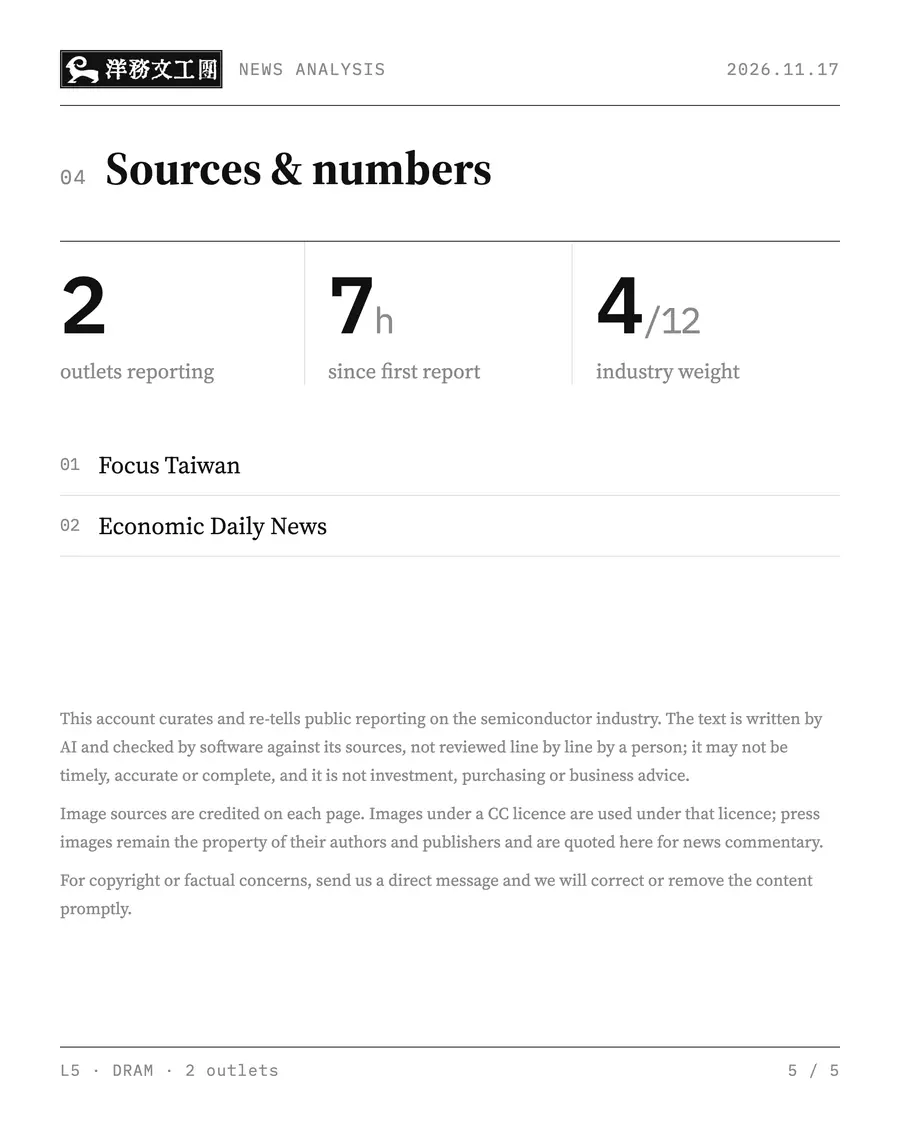 洋務文工團 NEWS ANALYSIS 2026.11.17
04 Sources & numbers
2 7h 4/12
outlets reporting since first report industry weight
01 Focus Taiwan
02 Economic Daily News
This account curates and re-tells public reporting on the semiconductor industry. The text is written by
AI and checked by software against its sources, not reviewed line by line by a person; it may not be
timely, accurate or complete, and it is not investment, purchasing or business advice.
Image sources are credited on each page. Images under a CC licence are used under that licence; press
images remain the property of their authors and publishers and are quoted here for news commentary.
For copyright or factual concerns, send us a direct message and we will correct or remove the content
promptly.
L5 · DRAM · 2 outlets 5 / 5